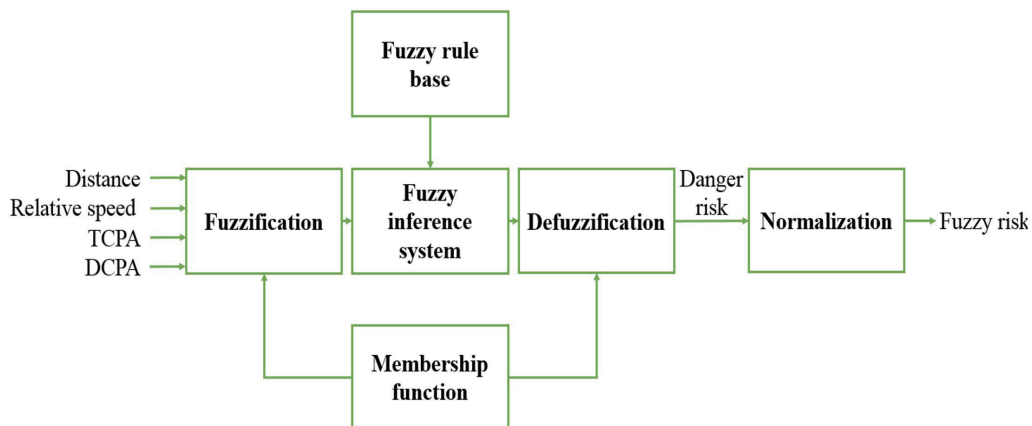 Fuzzy rule
base
Distance
Relative speed
TCPA
DCPA
Fuzzification
Fuzzy
inference
system
Defuzzification
Danger
risk
Normalization
Fuzzy risk
Membership
function